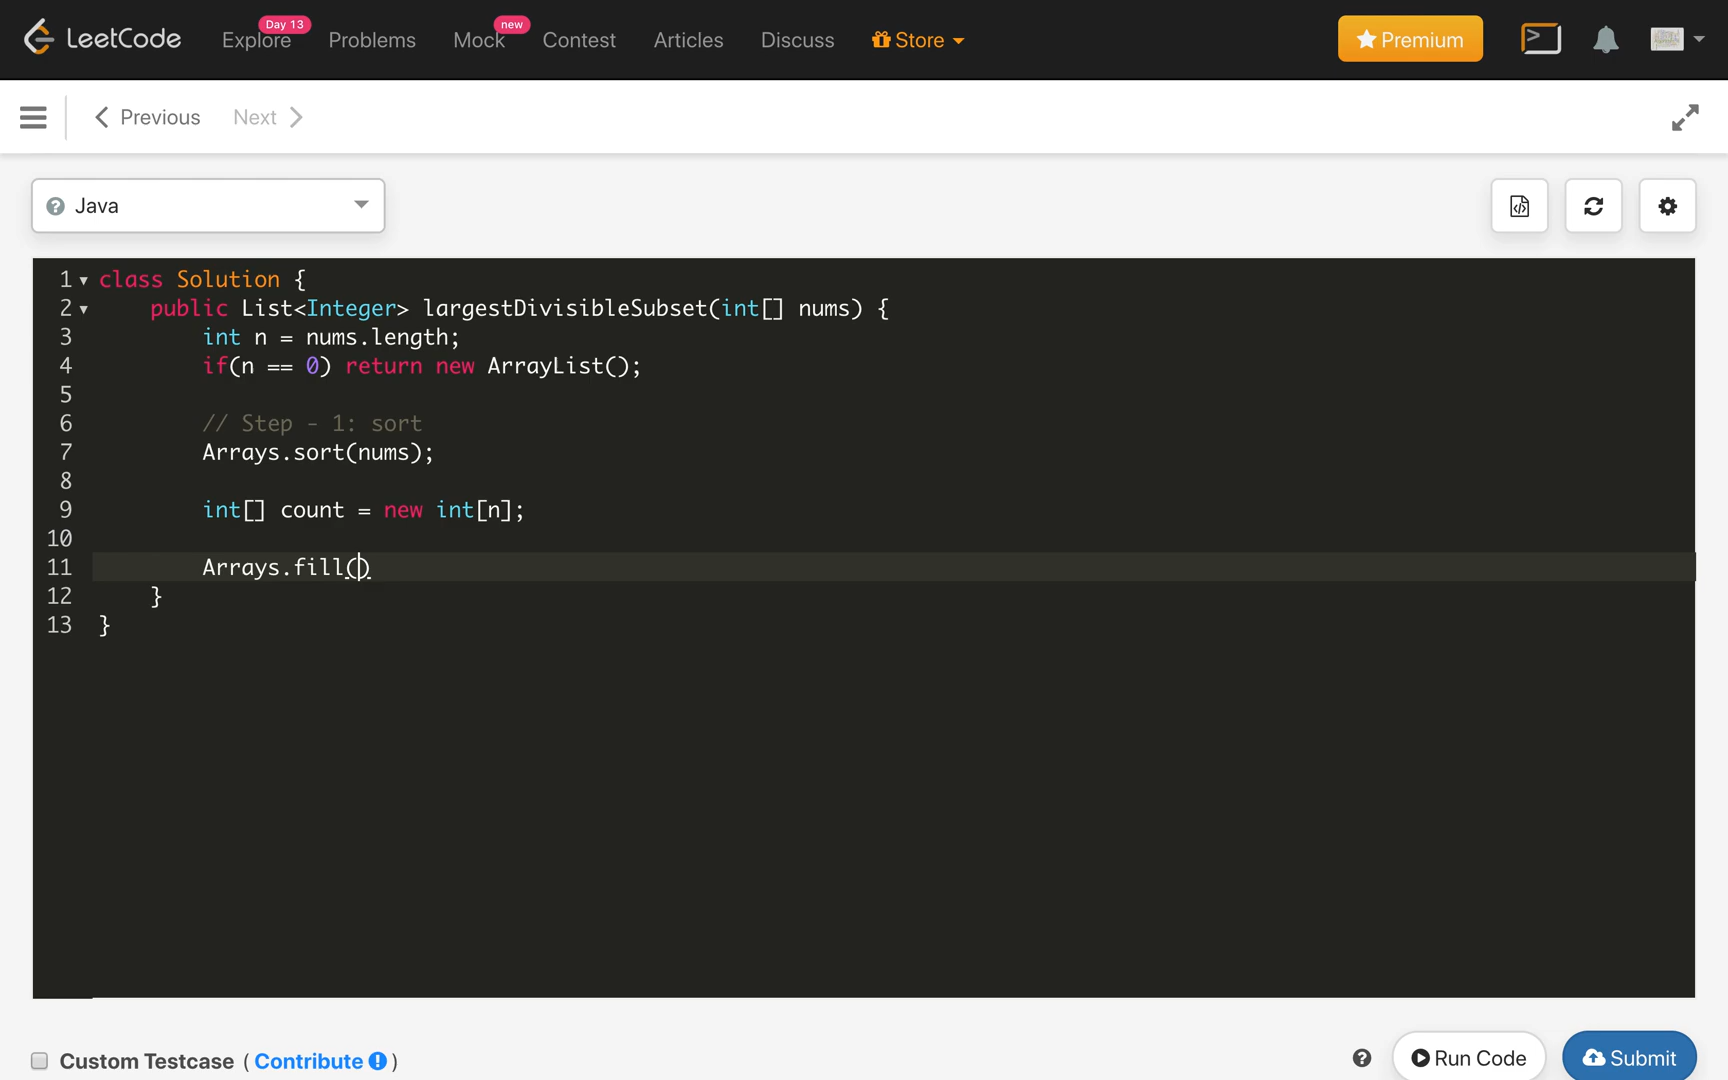 LeetCode Explore Day 13 Problems Mock new Contest Articles Discuss Store Premium
Previous Next
Java
1 class Solution {
2 public List<Integer> largestDivisibleSubset(int[] nums) {
3 int n = nums.length;
4 if(n == 0) return new ArrayList();
5
6 // Step - 1: sort
7 Arrays.sort(nums);
8
9 int[] count = new int[n];
10
11 Arrays.fill()
12 }
13 }
Custom Testcase ( Contribute ) Run Code Submit